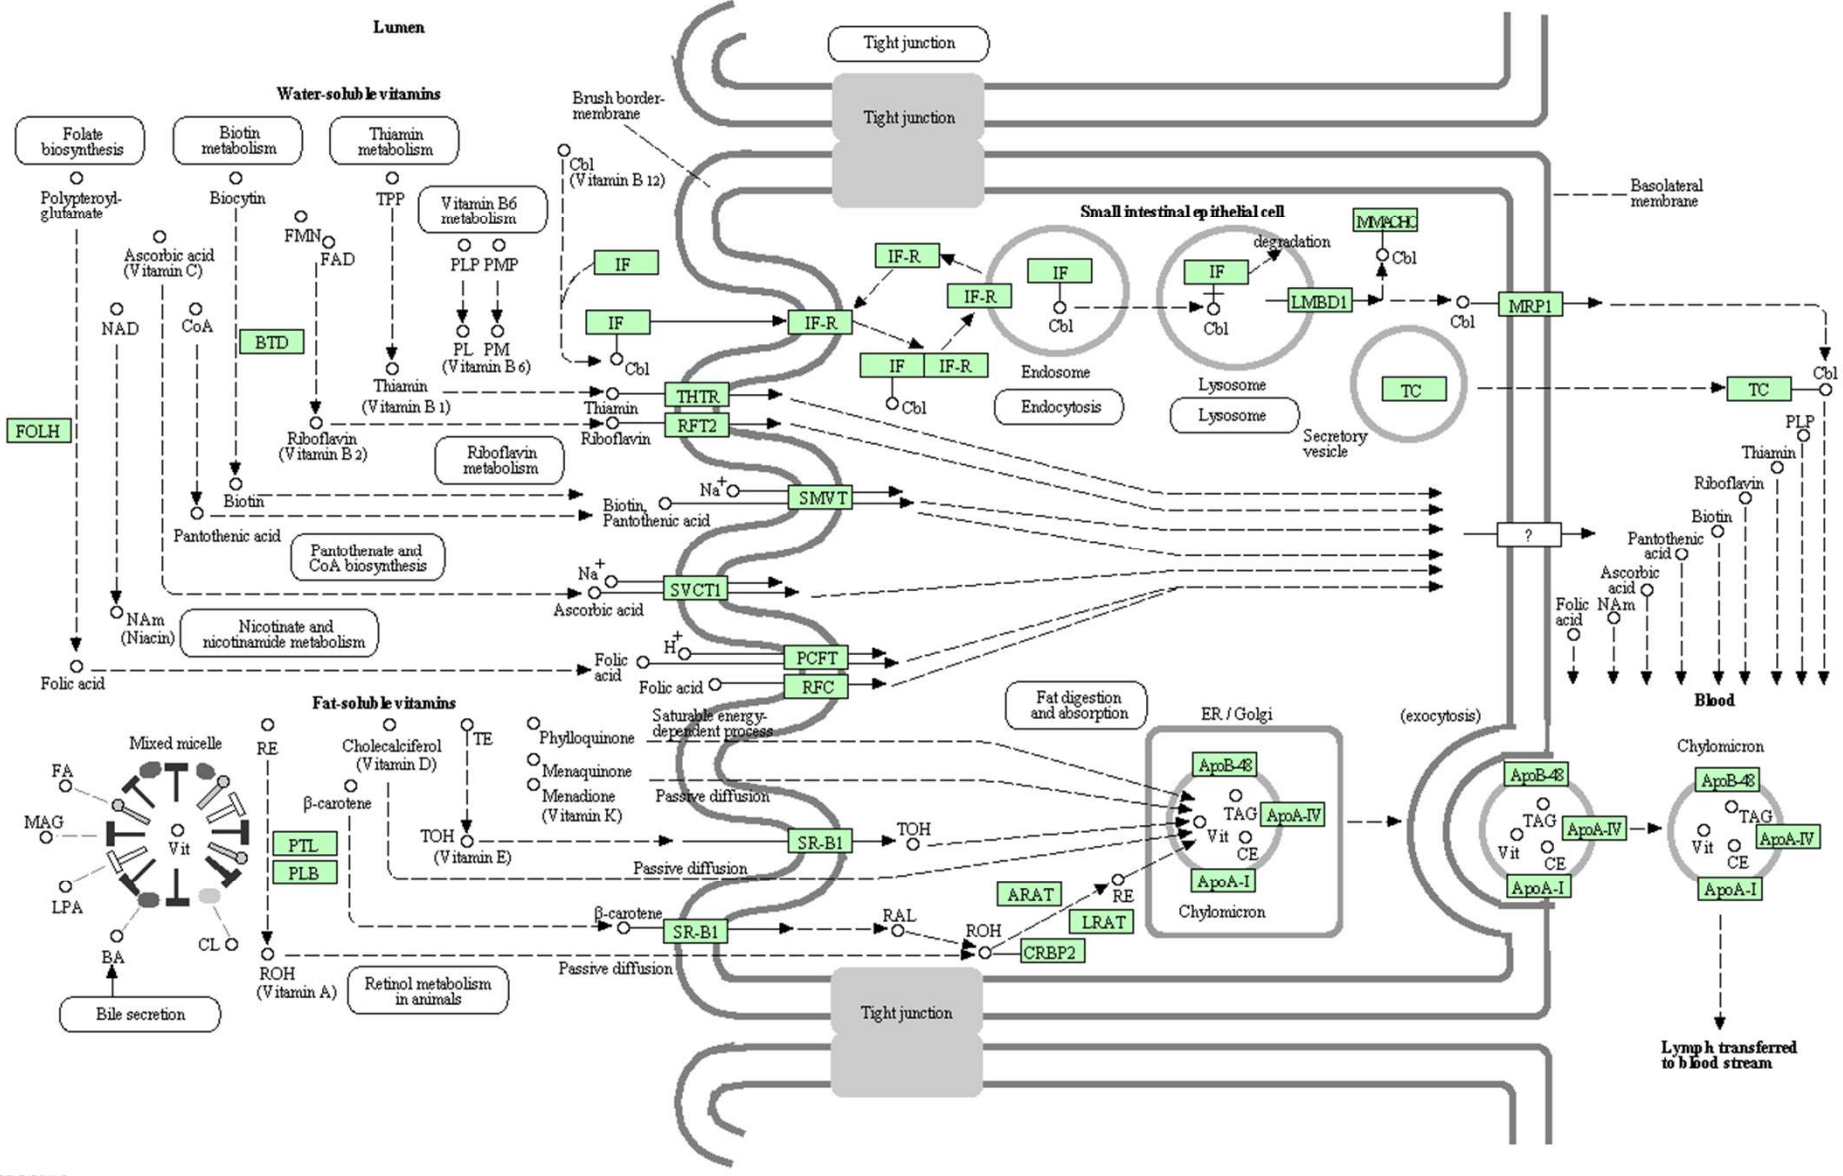 Lumen
Tight junction
Water-soluble vitamins
Brush border-
membrane
Tight junction
Folate
biosynthesis
Biotin
metabolism
Thiamin
metabolism
Cbl
(Vitamin B 12)
Polypteroyl-
glutamate
Biocytin
TPP
Vitamin B6
metabolism
Basolateral
membrane
Small intestinal epithelial cell
MMACHC
FMN
FAD
Ascorbic acid
(Vitamin C)
PLP
PMP
IF
IF-R
IF
IF
degradation
Cbl
IF-R
LMBD1
MRP1
NAD
CoA
IF
IF-R
Cbl
Cbl
Cbl
BTD
PL
PM
(Vitamin B 6)
Cbl
IF
IF-R
Endosome
Lysosome
TC
TC
Cbl
Thiamin
(Vitamin B 1)
Thiamin
THTR
Cbl
Endocytosis
Lysosome
FOLH
Riboflavin
(Vitamin B 2)
Riboflavin
RFT2
Secretory
vesicle
PLP
Riboflavin
metabolism
Thiamin
Riboflavin
Biotin
Na+
SMVT
Biotin,
Pantothenic acid
Biotin
Pantothenic acid
Pantothenate and
CoA biosynthesis
?
Pantothenic
acid
Na+
SVCT1
Ascorbic acid
Ascorbic
acid
NAm
(Niacin)
Nicotinate and
nicotinamide metabolism
Folic
acid
NAm
H+
PCFT
Folic
acid
Folic acid
Folic acid
RFC
Fat-soluble vitamins
Saturable energy-
dependent process
Fat digestion
and absorption
ER / Golgi
(exocytosis)
Blood
Mixed micelle
RE
Cholecalciferol
(Vitamin D)
TE
Phylloquinone
Chylomicron
FA
β-carotene
Menaquinone
Menadione
(Vitamin K)
Passive diffusion
ApoB-48
ApoB-48
ApoB-48
MAG
Vit
PTL
PLB
TOH
(Vitamin E)
SR-B1
TOH
TAG
ApoA-IV
Vit
CE
TAG
ApoA-IV
Vit
CE
TAG
ApoA-IV
Vit
CE
Passive diffusion
ApoA-I
ApoA-I
ApoA-I
LPA
ARAT
RE
LRAT
Chylomicron
β-carotene
SR-B1
RAL
ROH
CRBP2
BA
CL
ROH
(Vitamin A)
Passive diffusion
Retinol metabolism
in animals
Bile secretion
Tight junction
Lymph transferred
to blood stream